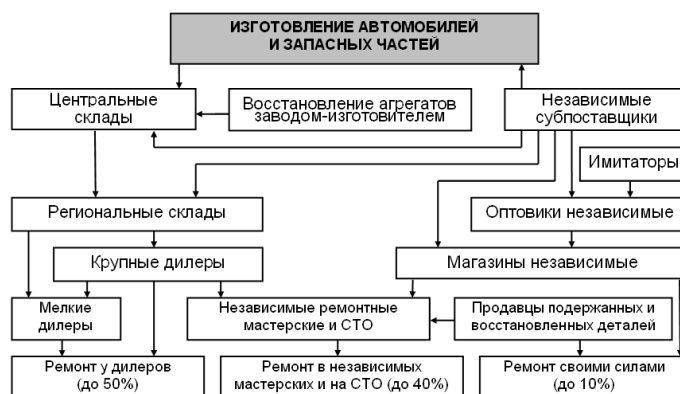 ИЗГОТОВЛЕНИЕ АВТОМОБИЛЕЙ
И ЗАПАСНЫХ ЧАСТЕЙ
Центральные
склады
Восстановление агрегатов
заводом-изготовителем
Независимые
субпоставщики
Имитаторы
Региональные склады
Оптовики независимые
Крупные дилеры
Магазины независимые
Мелкие
дилеры
Независимые ремонтные
мастерские и СТО
Продавцы подержанных и
восстановленных деталей
Ремонт у дилеров
(до 50%)
Ремонт в независимых
мастерских и на СТО (до 40%)
Ремонт своими силами
(до 10%)